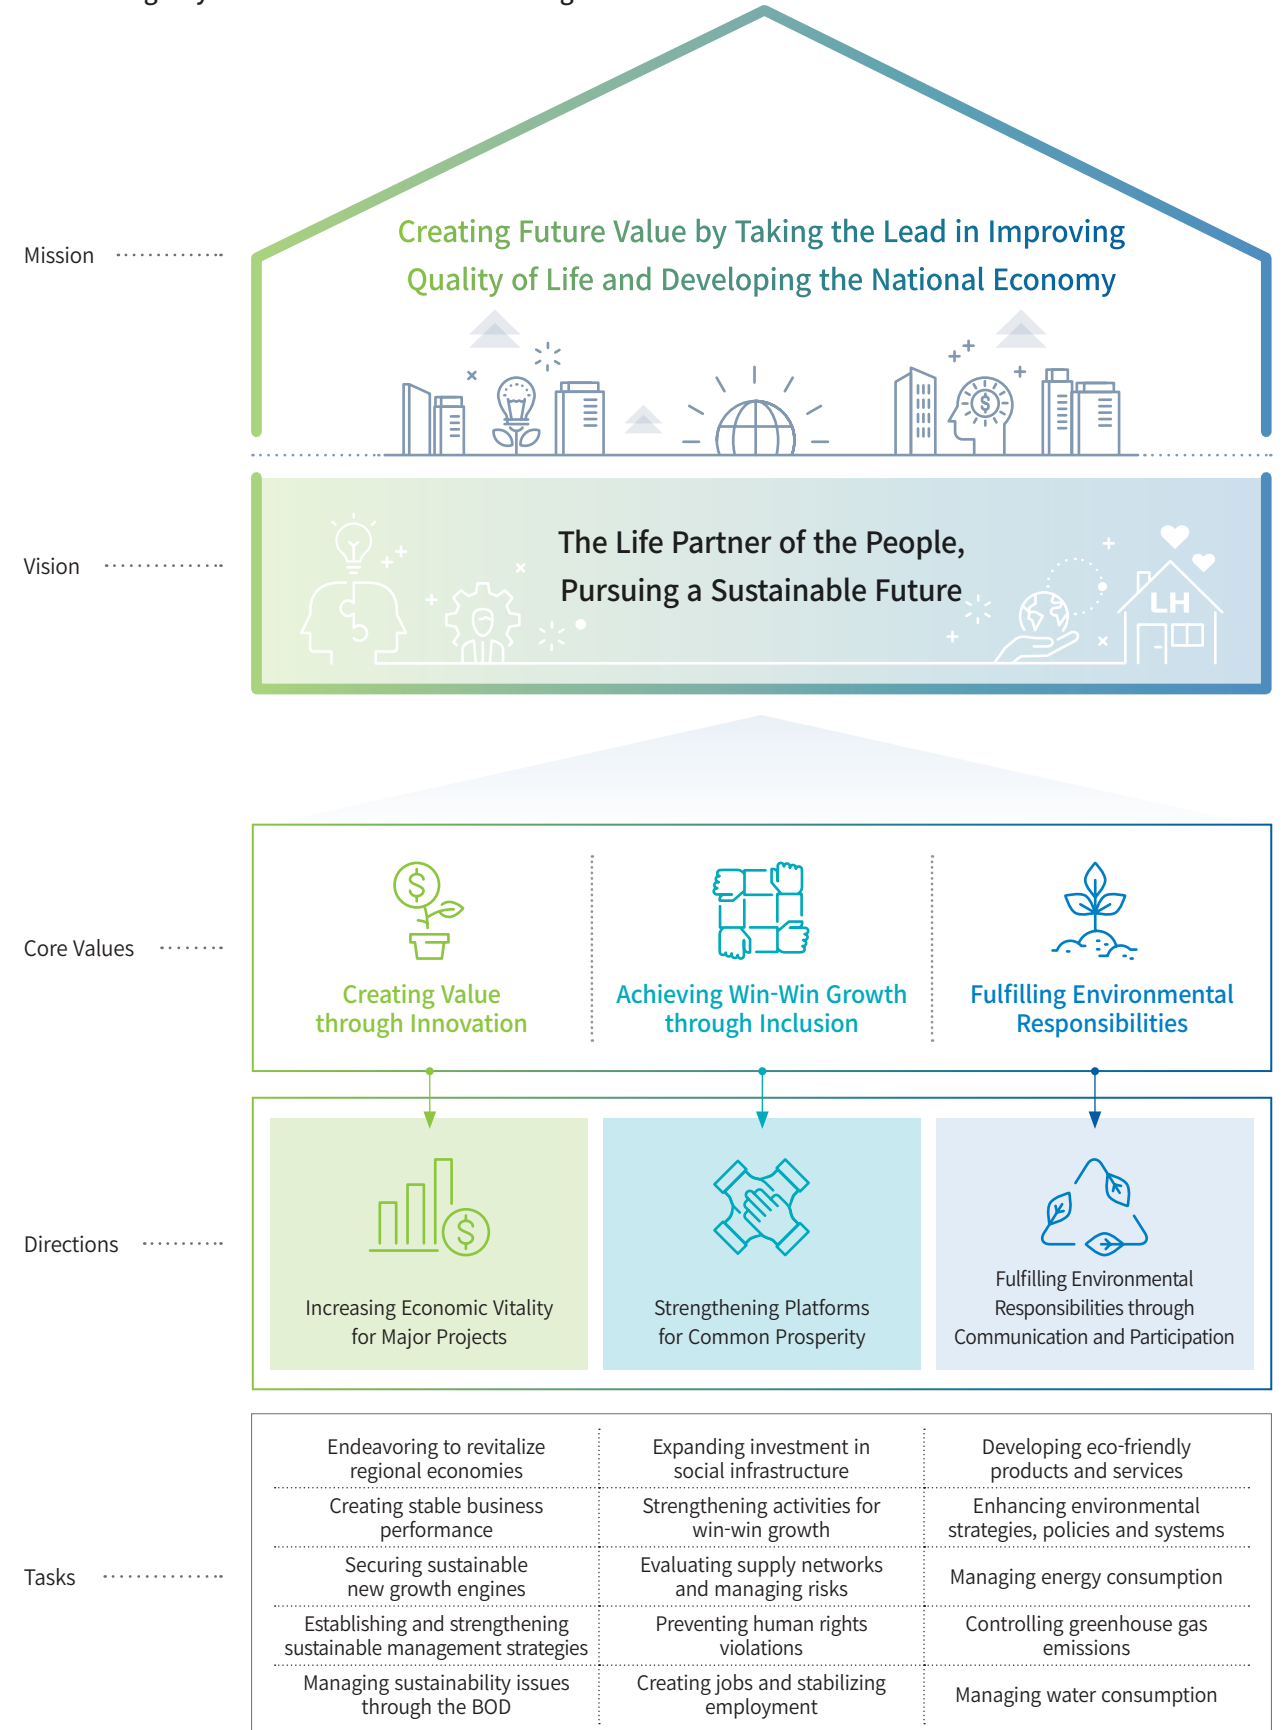 Mission
Creating Future Value by Taking the Lead in Improving
Quality of Life and Developing the National Economy
Vision
The Life Partner of the People,
Pursuing a Sustainable Future
LH
Core Values
Creating Value
through Innovation
Achieving Win-Win Growth
through Inclusion
Fulfilling Environmental
Responsibilities
Directions
Increasing Economic Vitality
for Major Projects
Strengthening Platforms
for Common Prosperity
Fulfilling Environmental
Responsibilities through
Communication and Participation
Tasks
Endeavoring to revitalize
regional economies
Expanding investment in
social infrastructure
Developing eco-friendly
products and services
Creating stable business
performance
Strengthening activities for
win-win growth
Enhancing environmental
strategies, policies and systems
Securing sustainable
new growth engines
Evaluating supply networks
and managing risks
Managing energy consumption
Establishing and strengthening
sustainable management strategies
Preventing human rights
violations
Controlling greenhouse gas
emissions
Managing sustainability issues
through the BOD
Creating jobs and stabilizing
employment
Managing water consumption